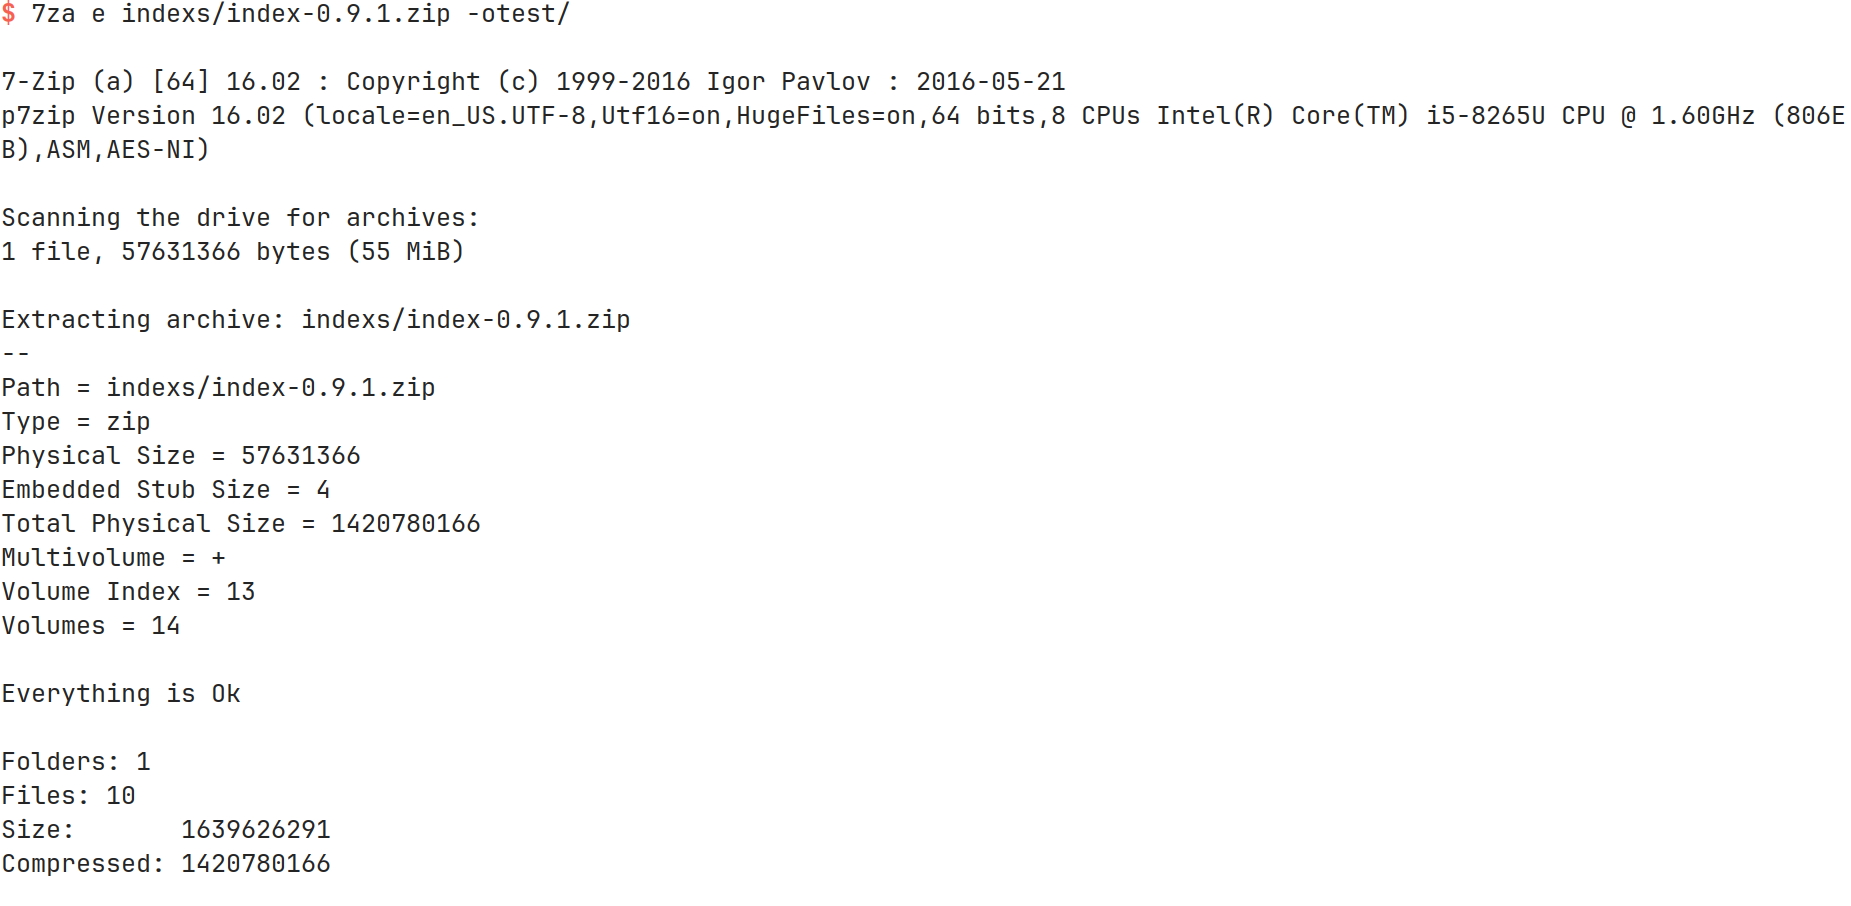 $ 7za e indexs/index-0.9.1.zip -otest/
7-Zip (a) [64] 16.02 : Copyright (c) 1999-2016 Igor Pavlov : 2016-05-21
p7zip Version 16.02 (locale=en_US.UTF-8,Utf16=on,HugeFiles=on,64 bits,8 CPUs Intel(R) Core(TM) i5-8265U CPU @ 1.60GHz (806E
B),ASM,AES-NI)
Scanning the drive for archives:
1 file, 57631366 bytes (55 MiB)
Extracting archive: indexs/index-0.9.1.zip
--
Path = indexs/index-0.9.1.zip
Type = zip
Physical Size = 57631366
Embedded Stub Size = 4
Total Physical Size = 1420780166
Multivolume = +
Volume Index = 13
Volumes = 14
Everything is Ok
Folders: 1
Files: 10
Size:       1639626291
Compressed: 1420780166